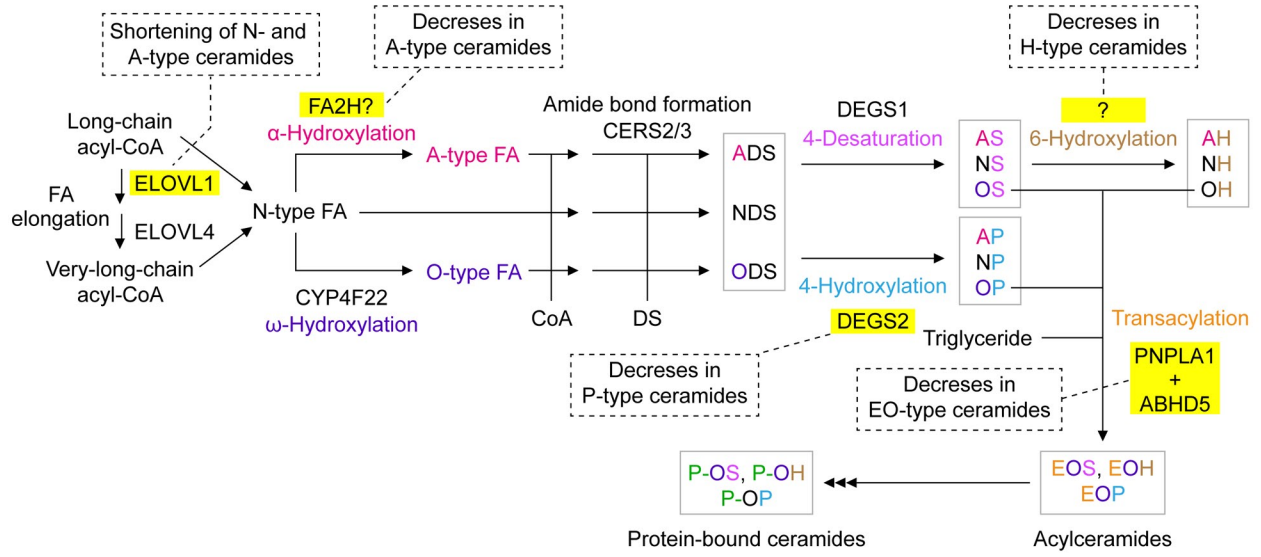 Shortening of N- and
A-type ceramides
Decreses in
A-type ceramides
Decreses in
H-type ceramides
FA2H?
α-Hydroxylation
Amide bond formation
CERS2/3
DEGS1
4-Desaturation
?
6-Hydroxylation
Long-chain
acyl-CoA
ELOVL1
FA
elongation
ELOVL4
Very-long-chain
acyl-CoA
N-type FA
A-type FA
O-type FA
CYP4F22
ω-Hydroxylation
CoA
DS
ADS
NDS
ODS
AS
NS
OS
AH
NH
OH
AP
NP
OP
4-Hydroxylation
DEGS2
Decreses in
P-type ceramides
Triglyceride
Transacylation
PNPLA1
+
ABHD5
Decreses in
EO-type ceramides
P-OS, P-OH
P-OP
Protein-bound ceramides
EOS, EOH
EOP
Acylceramides